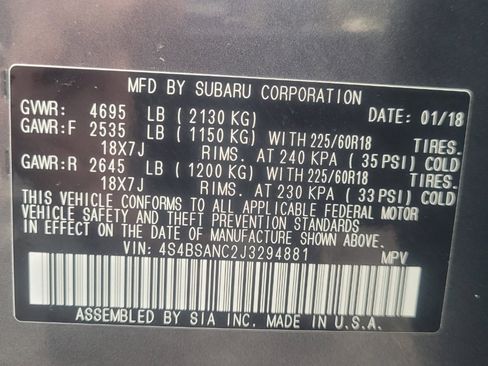 MFD BY SUBARU CORPORATION
GVWR: 4695 LB ( 2130 KG) DATE: 01/18
GAWR:F 2535 LB ( 1150 KG) WITH 225/60R18 TIRES.
18X7J RIMS. AT 240 KPA ( 35 PSI) COLD
GAWR:R 2645 LB ( 1200 KG) WITH 225/60R18 TIRES.
18X7J RIMS. AT 230 KPA ( 33 PSI) COLD
THIS VEHICLE CONFORMS TO ALL APPLICABLE FEDERAL MOTOR
VEHICLE SAFETY AND THEFT PREVENTION STANDARDS
IN EFFECT ON THE DATE OF MANUFACTURE SHOWN ABOVE.
VIN: 4S4BSANC2J3294881 MPV
ASSEMBLED BY SIA INC. MADE IN U.S.A.